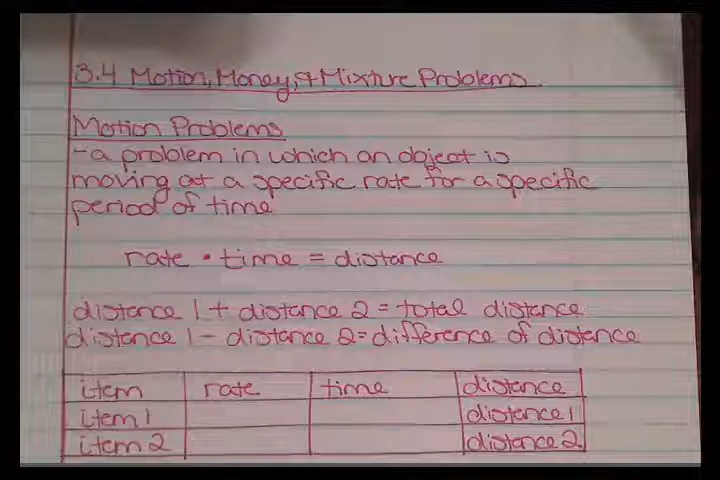 3.4 Motion, Money, & Mixture Problems
Motion Problems
-a problem in which an object is
moving at a specific rate for a specific
period of time
rate • time = distance
distance 1 + distance 2 = total distance
distance 1 - distance 2 = difference of distance
item rate time distance
item 1 distance 1
item 2 distance 2